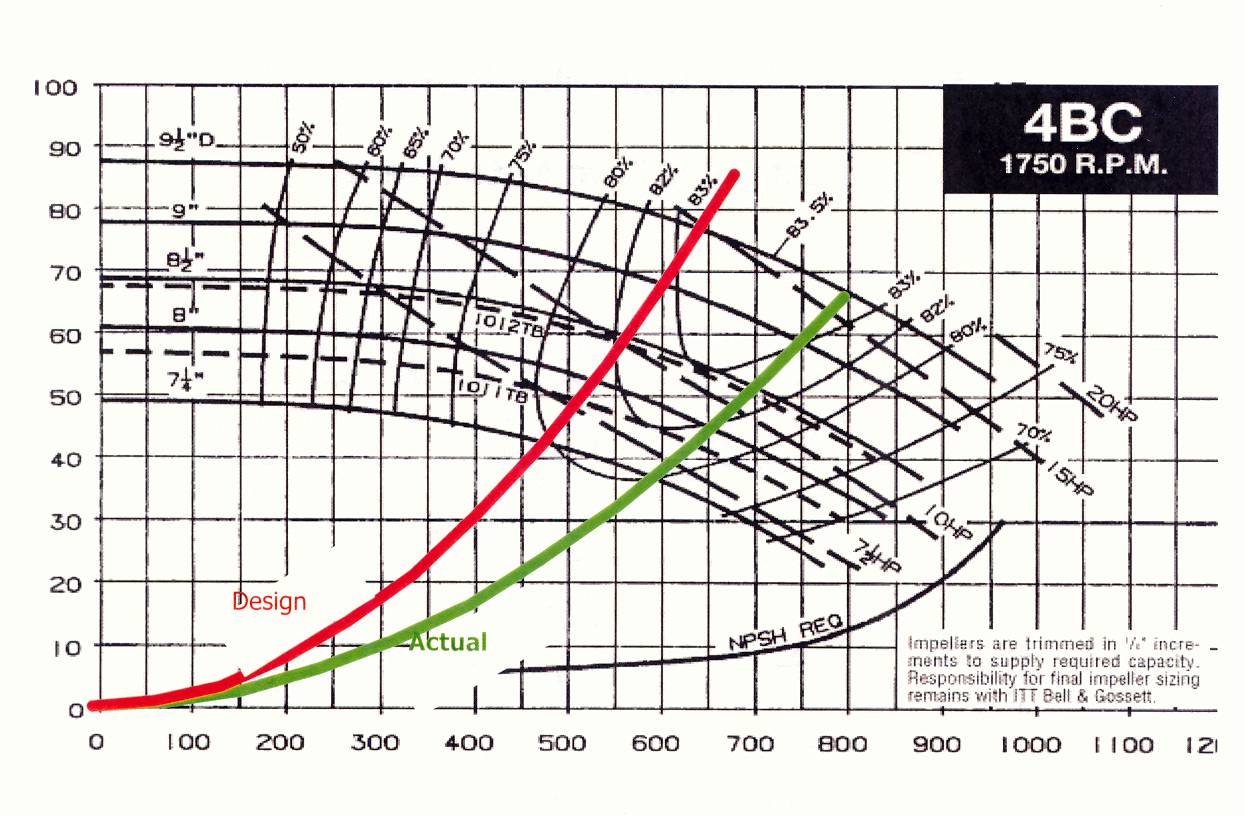 100
4BC
1750 R.P.M.
9½"D
50%
60%
65%
70%
75%
80%
82%
83%
83.5%
90
80
9"
70
8½"
83%
82%
80%
75%
60
8"
1012TB
50
7¼"
1011TB
20HP
70%
15HP
40
30
10HP
7½HP
20
Design
10
Actual
NPSH REQ
Impellers are trimmed in ⅛" incre-
ments to supply required capacity.
Responsibility for final impeller sizing
remains with ITT Bell & Gossett.
0
0 100 200 300 400 500 600 700 800 900 1000 1100